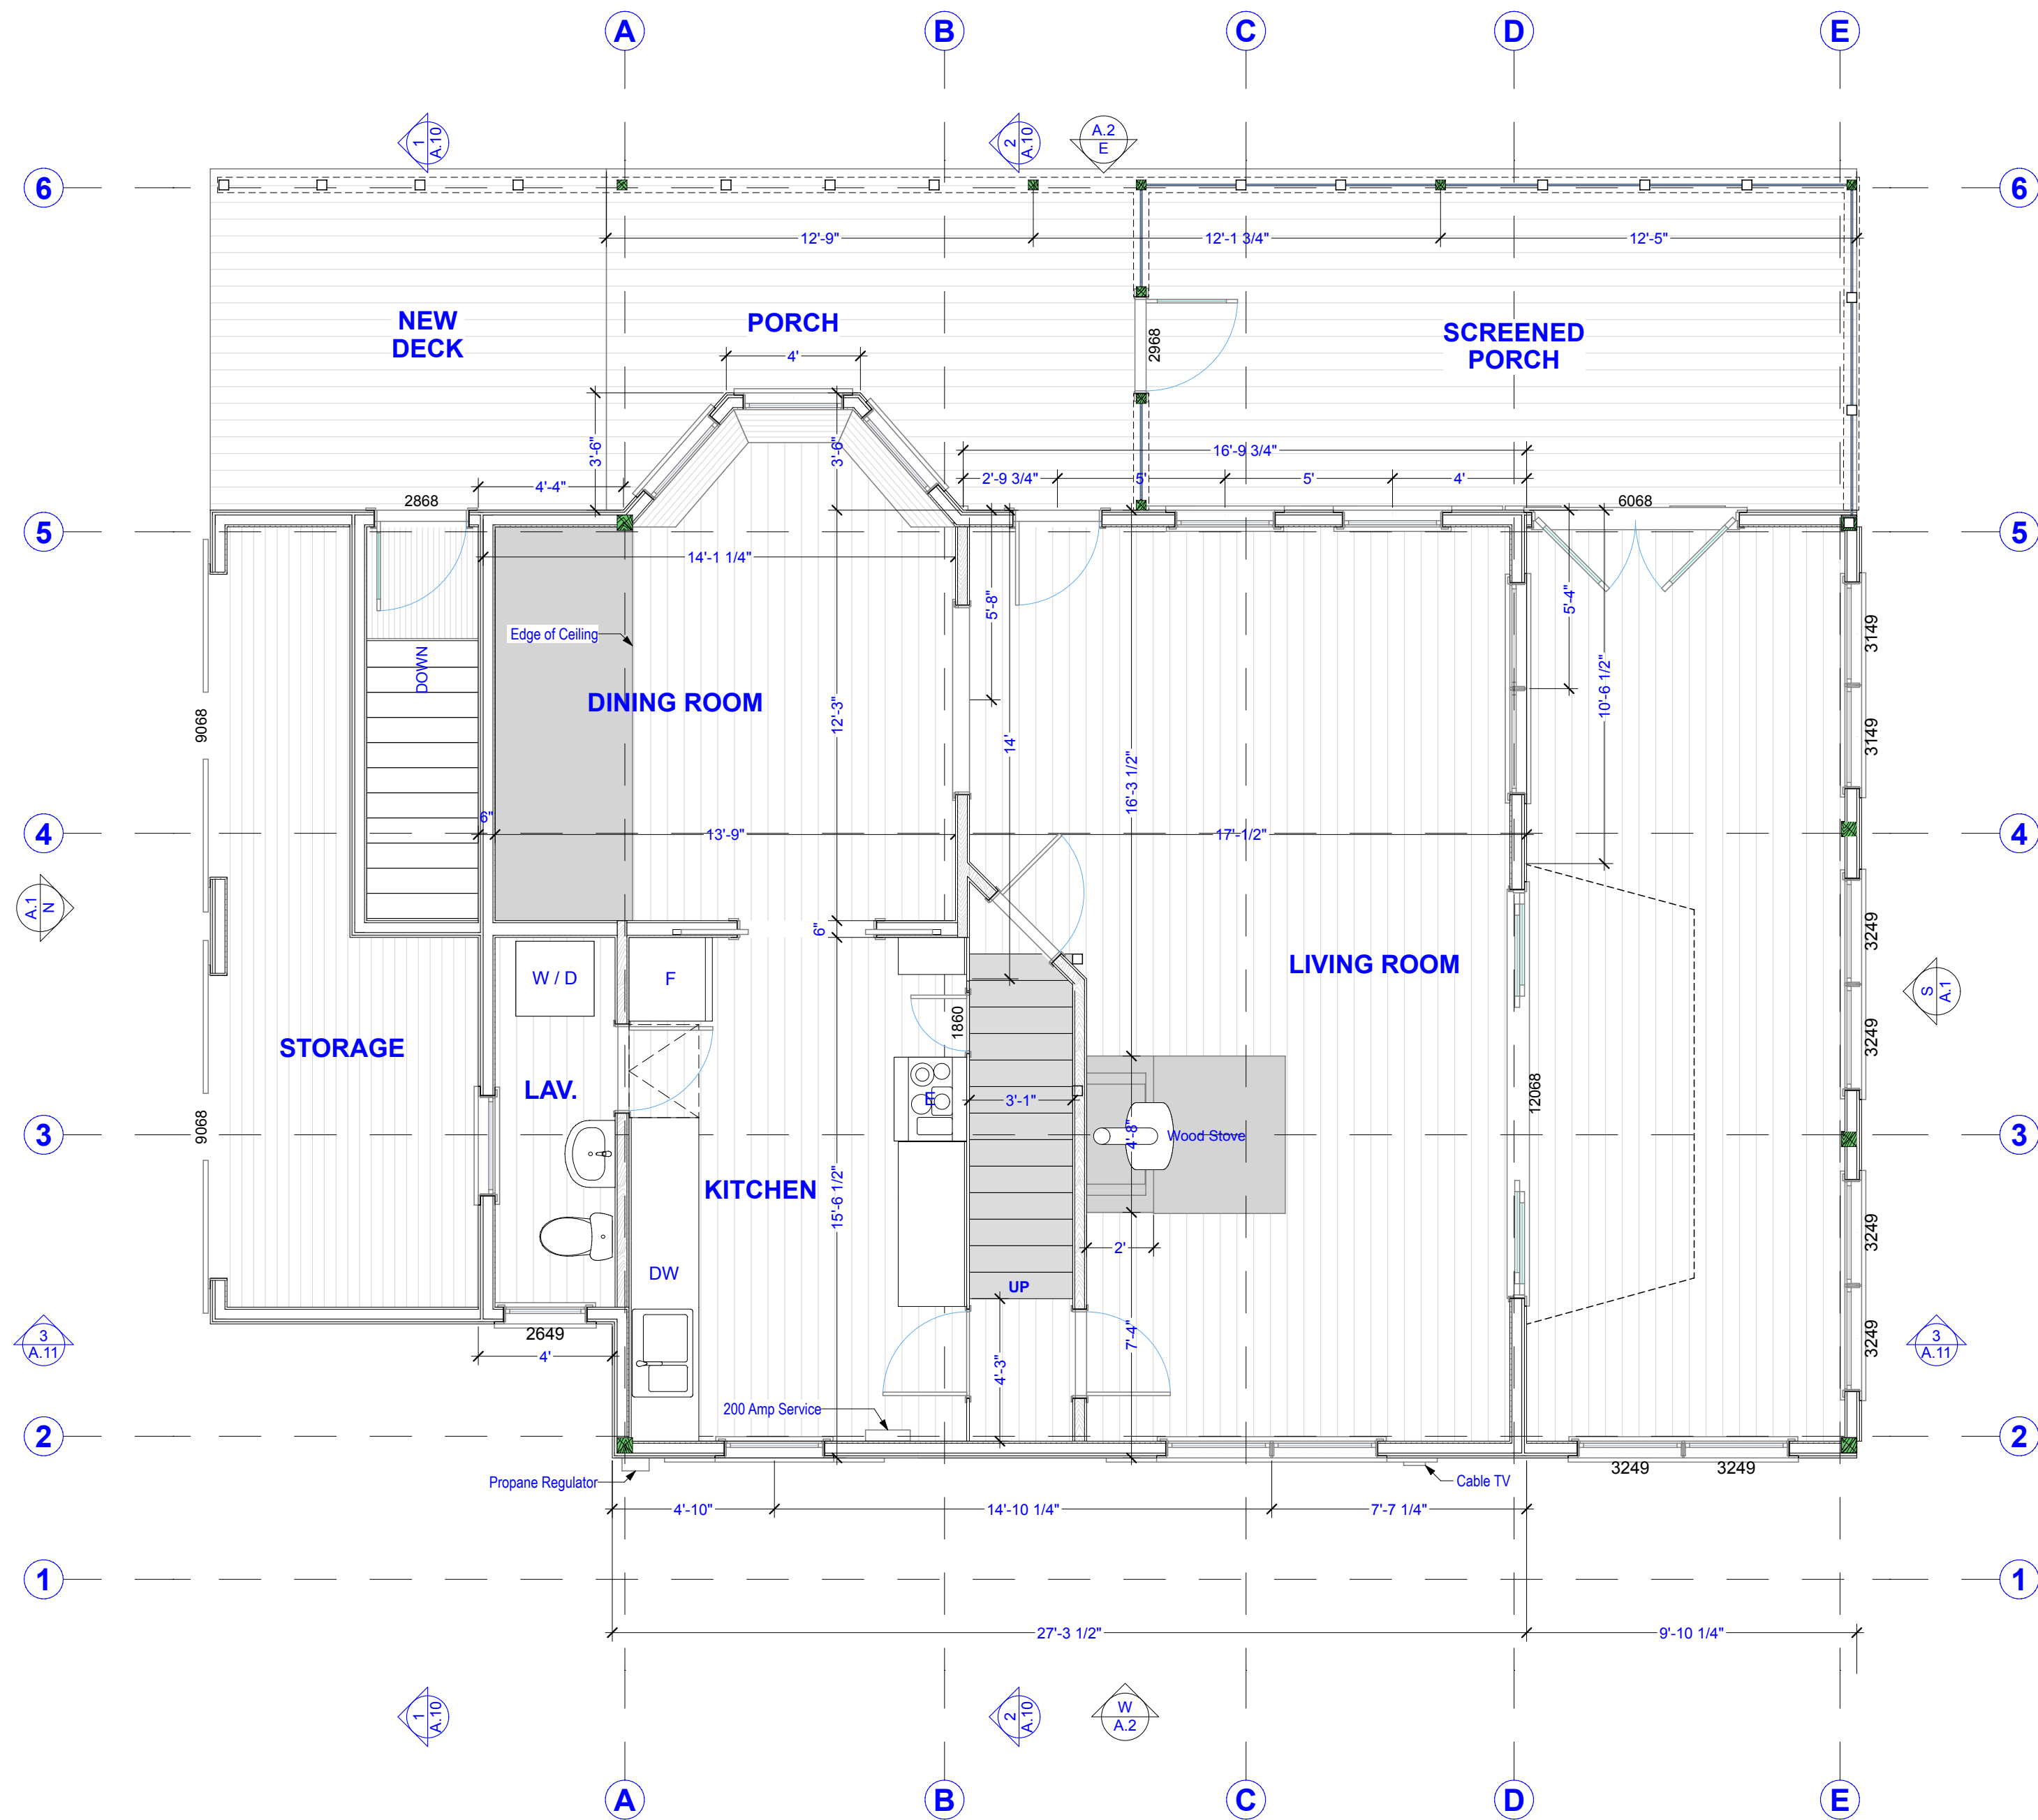 A
B
C
D
E
1
A.10
2
A.10
A.2
E
6
6
12'-9"
12'-1 3/4"
12'-5"
NEW
DECK
PORCH
SCREENED
PORCH
2968
4'
3'-6"
3'-6"
16'-9 3/4"
2'-9 3/4"
5'
5'
4'
4'-4"
2868
6068
5
5
14'-1 1/4"
5'-8"
5'-4"
3149
Edge of Ceiling
DOWN
10'-6 1/2"
DINING ROOM
12'-3"
9068
14'
3149
16'-3 1/2"
6"
4
13'-9"
17'-1/2"
4
A.1
N
6"
3249
W / D
F
LIVING ROOM
S
A.1
1860
STORAGE
3249
LAV.
E
3'-1"
12068
9068
3
4'-8"
Wood Stove
3
KITCHEN
15'-6 1/2"
3249
2'
DW
UP
3
A.11
2649
7'-4"
3249
3
A.11
4'
4'-3"
200 Amp Service
2
2
Propane Regulator
Cable TV
3249
3249
4'-10"
14'-10 1/4"
7'-7 1/4"
1
1
27'-3 1/2"
9'-10 1/4"
1
A.10
2
A.10
W
A.2
A
B
C
D
E